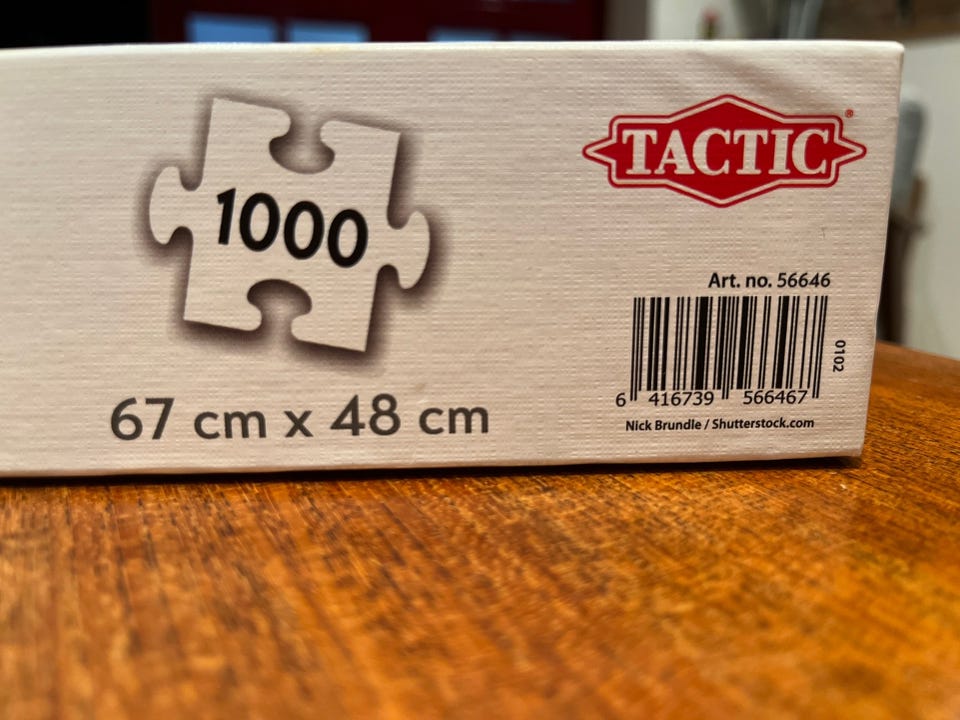 1000
67 cm x 48 cm
TACTIC®
Art. no. 56646
6 416739 566467
0102
Nick Brundle / Shutterstock.com